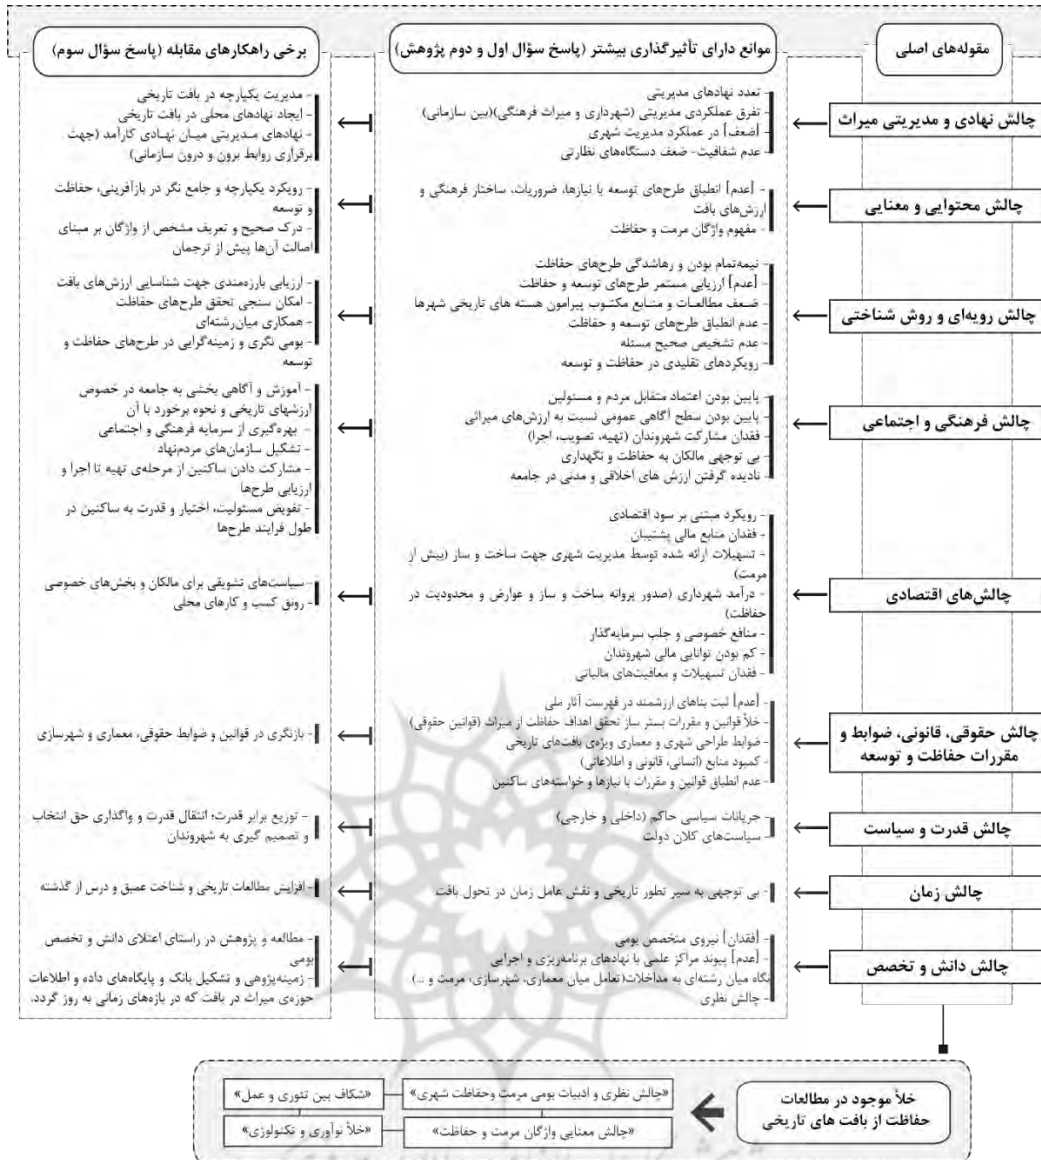 مقوله‌های اصلی
موانع دارای تأثیرگذاری بیشتر (پاسخ سؤال اول و دوم پژوهش)
برخی راهکارهای مقابله (پاسخ سؤال سوم)
چالش نهادی و مدیریتی میراث
- تعدد نهادهای مدیریتی
- تفرق عملکردی مدیریتی (شهرداری و میراث فرهنگی)(بین سازمانی)
- [ضعف] در عملکرد مدیریت شهری
- عدم شفافیت- ضعف دستگاه‌های نظارتی
- مدیریت یکپارچه در بافت تاریخی
- ایجاد نهادهای محلی در بافت تاریخی
- نهادهای مدیریتی میان نهادی کارآمد (جهت
برقراری روابط برون و درون سازمانی)
چالش محتوایی و معنایی
- [عدم] انطباق طرح‌های توسعه با نیازها، ضروریات، ساختار فرهنگی و
ارزش‌های بافت
- مفهوم واژگان مرمت و حفاظت
- رویکرد یکپارچه و جامع نگر در بازآفرینی، حفاظت
و توسعه
- درک صحیح و تعریف مشخص از واژگان بر مبنای
اصالت آن‌ها پیش از ترجمان
چالش رویه‌ای و روش شناختی
- نیمه‌تمام بودن و رهاشدگی طرح‌های حفاظت
- [عدم] ارزیابی مستمر طرح‌های توسعه و حفاظت
- ضعف مطالعات و منابع مکتوب پیرامون هسته های تاریخی شهرها
- عدم انطباق طرح‌های توسعه و حفاظت
- عدم تشخیص صحیح مسئله
- رویکردهای تقلیدی در حفاظت و توسعه
- ارزیابی بارزه‌مندی جهت شناسایی ارزش‌های بافت
- امکان سنجی تحقق طرح‌های حفاظت
- همکاری میان‌رشته‌ای
- بومی نگری و زمینه‌گرایی در طرح‌های حفاظت و
توسعه
چالش فرهنگی و اجتماعی
- پایین بودن اعتماد متقابل مردم و مسئولین
- پایین بودن سطح آگاهی عمومی نسبت به ارزش‌های میراثی
- فقدان مشارکت شهروندان (تهیه، تصویب، اجرا)
- بی توجهی مالکان به حفاظت و نگهداری
- نادیده گرفتن ارزش های اخلاقی و مدنی در جامعه
- آموزش و آگاهی بخشی به جامعه در خصوص
ارزشهای تاریخی و نحوه برخورد با آن
- بهره‌گیری از سرمایه فرهنگی و اجتماعی
- تشکیل سازمان‌های مردم‌نهاد
- مشارکت دادن ساکنین از مرحله‌ی تهیه تا اجرا و
ارزیابی طرح‌ها
- تفویض مسئولیت، اختیار و قدرت به ساکنین در
طول فرایند طرح‌ها
چالش‌های اقتصادی
- رویکرد مبتنی بر سود اقتصادی
- فقدان منابع مالی پشتیبان
- تسهیلات ارائه شده توسط مدیریت شهری جهت ساخت و ساز (بیش از
مرمت)
- درآمد شهرداری (صدور پروانه ساخت و ساز و عوارض و محدودیت در
حفاظت)
- منافع خصوصی و جلب سرمایه‌گذار
- کم بودن توانایی مالی شهروندان
- فقدان تسهیلات و معافیت‌های مالیاتی
- سیاست‌های تشویقی برای مالکان و بخش‌های خصوصی
- رونق کسب و کارهای محلی
چالش حقوقی، قانونی، ضوابط و
مقررات حفاظت و توسعه
- [عدم] ثبت بناهای ارزشمند در فهرست آثار ملی
- خلأ قوانین و مقررات بستر ساز تحقق اهداف حفاظت از میراث (قوانین حقوقی)
- ضوابط طراحی شهری و معماری ویژه‌ی بافت‌های تاریخی
- کمبود منابع (انسانی، قانونی و اطلاعاتی)
- عدم انطباق قوانین و مقررات با نیازها و خواسته‌های ساکنین
- بازنگری در قوانین و ضوابط حقوقی، معماری و شهرسازی
چالش قدرت و سیاست
- جریانات سیاسی حاکم (داخلی و خارجی)
- سیاست‌های کلان دولت
- توزیع برابر قدرت؛ انتقال قدرت و واگذاری حق انتخاب
و تصمیم گیری به شهروندان
چالش زمان
- بی توجهی به سیر تطور تاریخی و نقش عامل زمان در تحول بافت
- افزایش مطالعات تاریخی و شناخت عمیق و درس از گذشته
چالش دانش و تخصص
- [فقدان] نیروی متخصص بومی
- [عدم] پیوند مراکز علمی با نهادهای برنامه‌ریزی و اجرایی
نگاه میان رشته‌ای به مداخلات(تعامل میان معماری، شهرسازی، مرمت و ...)
- چالش نظری
- مطالعه و پژوهش در راستای اعتلای دانش و تخصص
بومی
- زمینه‌پژوهی و تشکیل بانک و پایگاه‌های داده و اطلاعات
حوزه‌ی میراث در بافت که در بازه‌های زمانی به روز گردد.
خلأ موجود در مطالعات
حفاظت از بافت های تاریخی
«چالش نظری و ادبیات بومی مرمت وحفاظت شهری»
«شکاف بین تئوری و عمل»
«چالش معنایی واژگان مرمت و حفاظت»
«خلأ نوآوری و تکنولوژی»